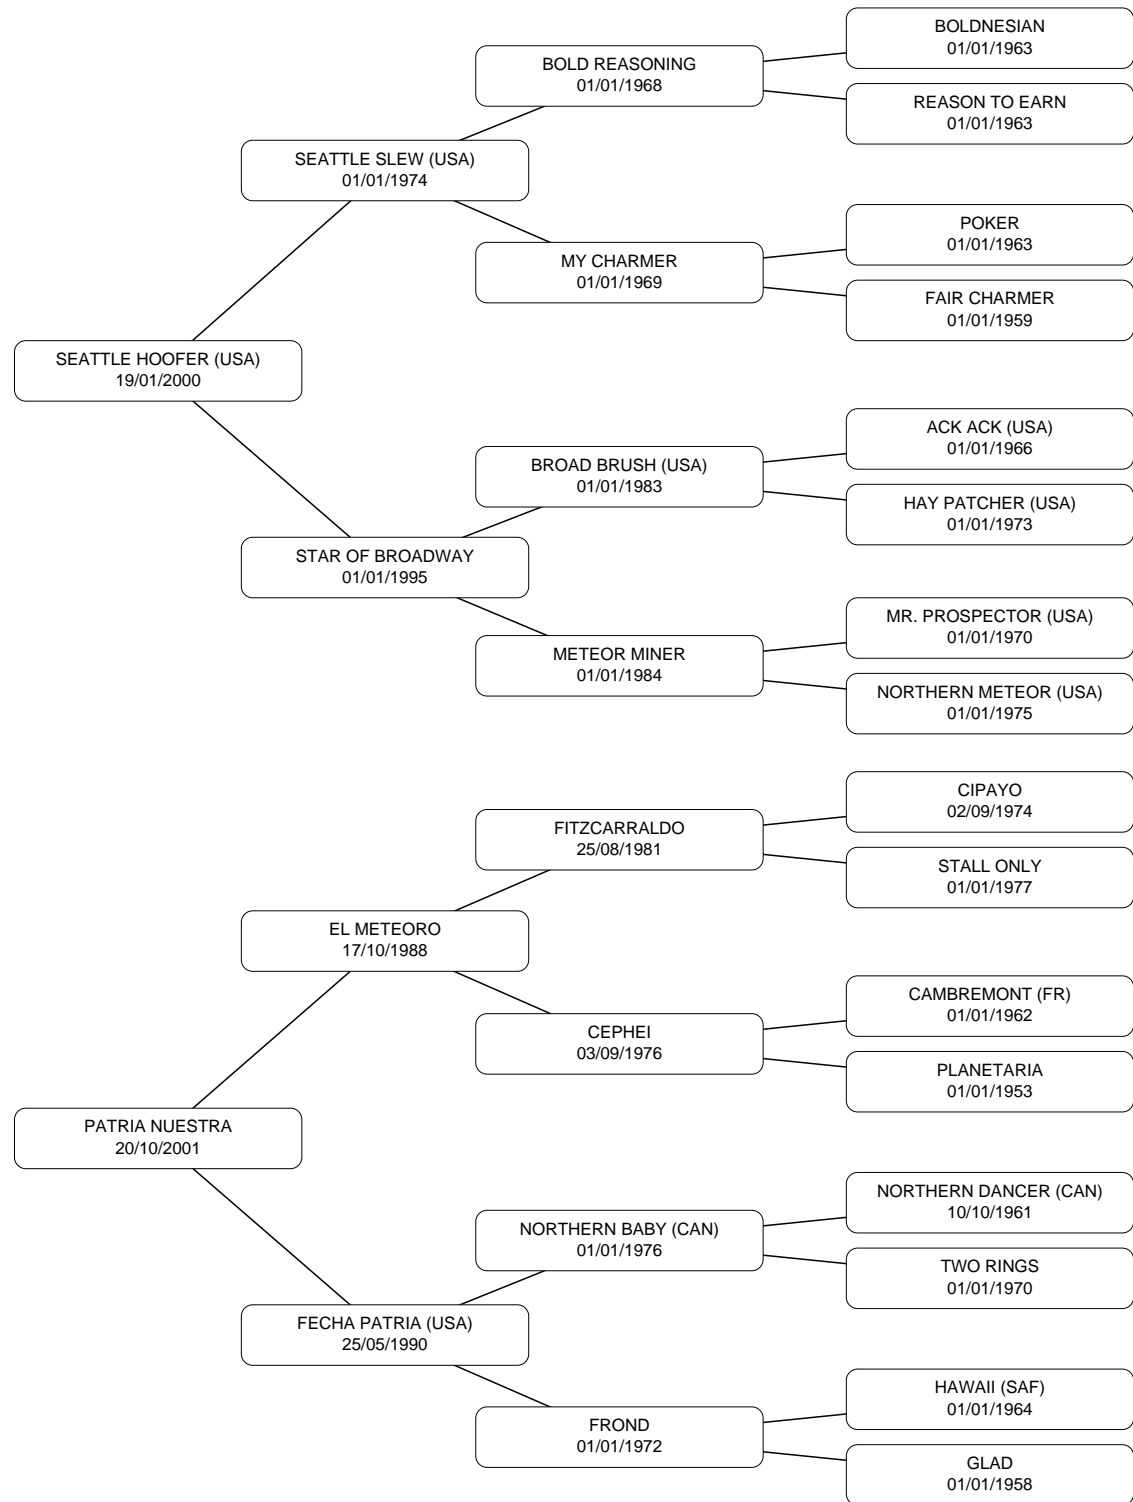 BOLDNESIAN
01/01/1963
BOLD REASONING
01/01/1968
REASON TO EARN
01/01/1963
SEATTLE SLEW (USA)
01/01/1974
POKER
01/01/1963
MY CHARMER
01/01/1969
FAIR CHARMER
01/01/1959
SEATTLE HOOFER (USA)
19/01/2000
ACK ACK (USA)
01/01/1966
BROAD BRUSH (USA)
01/01/1983
HAY PATCHER (USA)
01/01/1973
STAR OF BROADWAY
01/01/1995
MR. PROSPECTOR (USA)
01/01/1970
METEOR MINER
01/01/1984
NORTHERN METEOR (USA)
01/01/1975
CIPAYO
02/09/1974
FITZCARRALDO
25/08/1981
STALL ONLY
01/01/1977
EL METEORO
17/10/1988
CAMBREMONT (FR)
01/01/1962
CEPHEI
03/09/1976
PLANETARIA
01/01/1953
PATRIA NUESTRA
20/10/2001
NORTHERN DANCER (CAN)
10/10/1961
NORTHERN BABY (CAN)
01/01/1976
TWO RINGS
01/01/1970
FECHA PATRIA (USA)
25/05/1990
HAWAII (SAF)
01/01/1964
FROND
01/01/1972
GLAD
01/01/1958